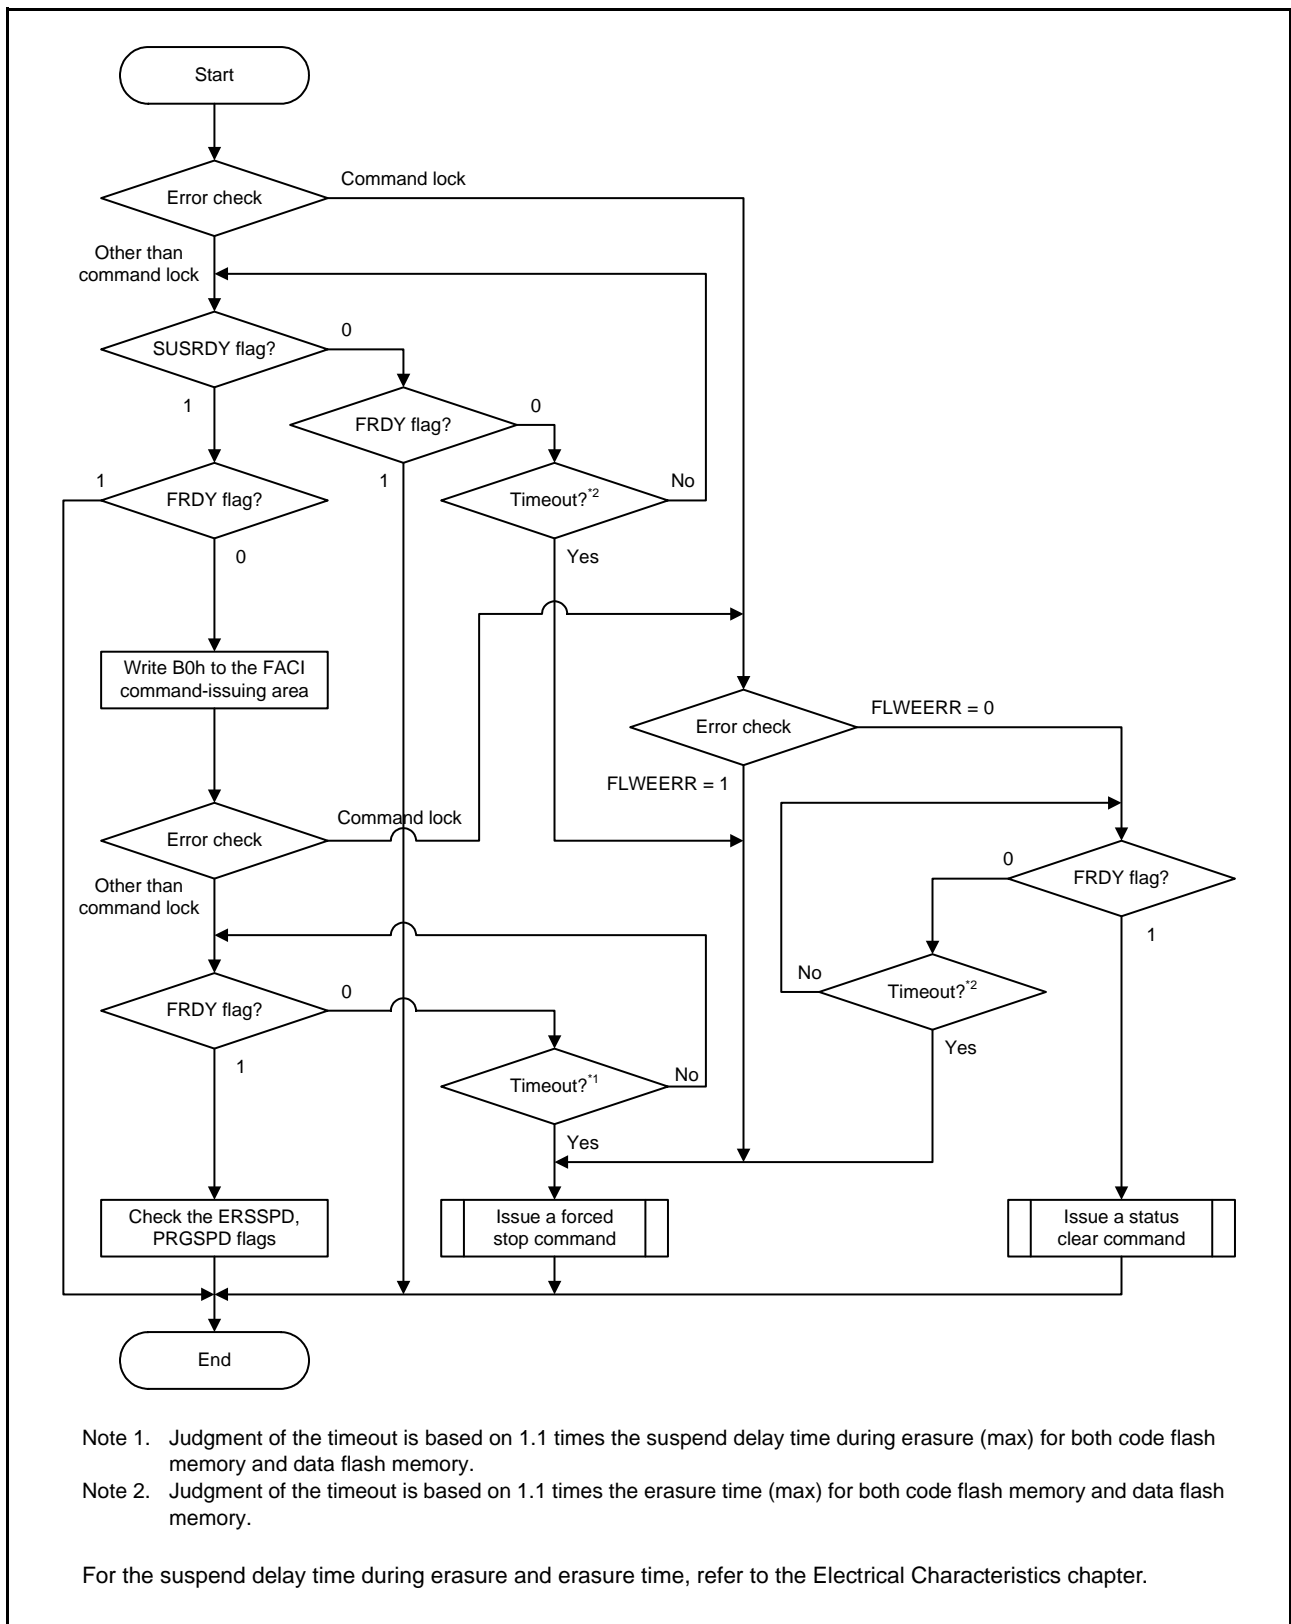 Start
Error check
Command lock
Other than
command lock
SUSRDY flag?
0
1
FRDY flag?
0
1
Timeout?*2
No
Yes
1
FRDY flag?
0
Write B0h to the FACI
command-issuing area
Error check
FLWEERR = 0
FLWEERR = 1
Error check
Command lock
Other than
command lock
0
FRDY flag?
1
No
Timeout?*2
Yes
FRDY flag?
0
1
Timeout?*1
No
Yes
Check the ERSSPD,
PRGSPD flags
Issue a forced
stop command
Issue a status
clear command
End
Note 1. Judgment of the timeout is based on 1.1 times the suspend delay time during erasure (max) for both code flash
memory and data flash memory.
Note 2. Judgment of the timeout is based on 1.1 times the erasure time (max) for both code flash memory and data flash
memory.
For the suspend delay time during erasure and erasure time, refer to the Electrical Characteristics chapter.